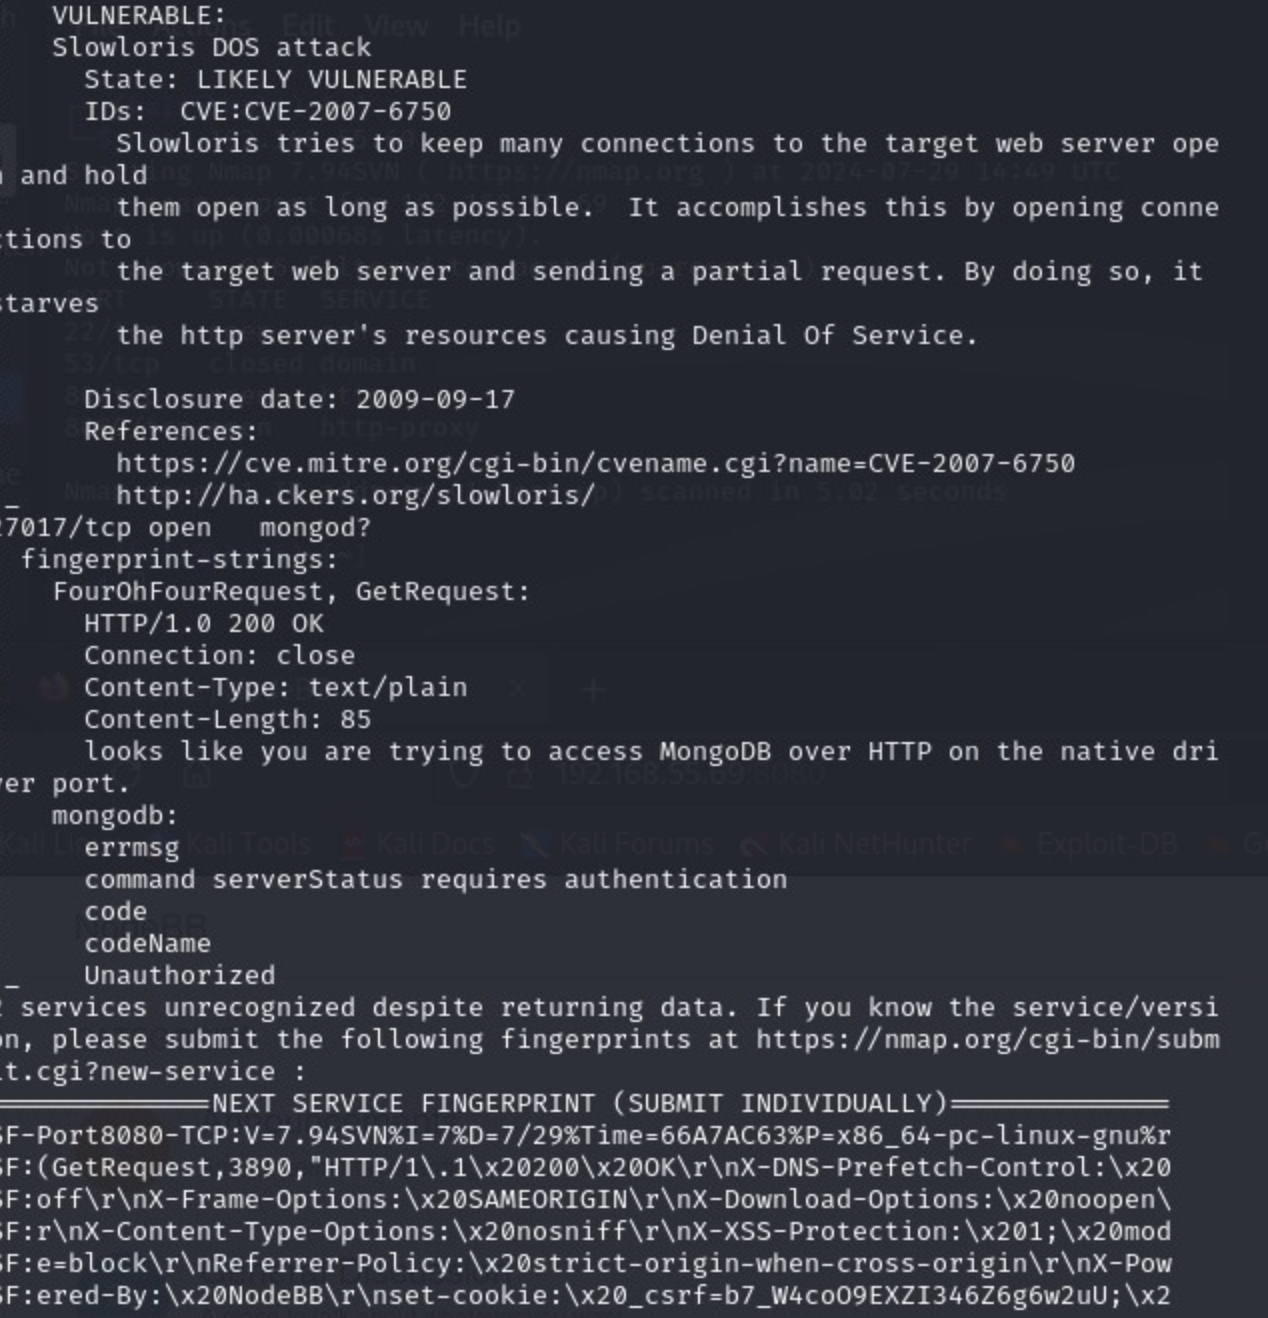 VULNERABLE:
Slowloris DOS attack
State: LIKELY VULNERABLE
IDs:  CVE:CVE-2007-6750
Slowloris tries to keep many connections to the target web server ope
n and hold
them open as long as possible.  It accomplishes this by opening conne
ctions to
the target web server and sending a partial request. By doing so, it
starves
the http server's resources causing Denial Of Service.
Disclosure date: 2009-09-17
References:
https://cve.mitre.org/cgi-bin/cvename.cgi?name=CVE-2007-6750
_ http://ha.ckers.org/slowloris/
27017/tcp open   mongod?
fingerprint-strings:
FourOhFourRequest, GetRequest:
HTTP/1.0 200 OK
Connection: close
Content-Type: text/plain
Content-Length: 85
looks like you are trying to access MongoDB over HTTP on the native dri
ver port.
mongodb:
errmsg
command serverStatus requires authentication
code
codeName
_ Unauthorized
2 services unrecognized despite returning data. If you know the service/versi
on, please submit the following fingerprints at https://nmap.org/cgi-bin/subm
it.cgi?new-service :
==============NEXT SERVICE FINGERPRINT (SUBMIT INDIVIDUALLY)==============
SF-Port8080-TCP:V=7.94SVN%I=7%D=7/29%Time=66A7AC63%P=x86_64-pc-linux-gnu%r
SF:(GetRequest,3890,"HTTP/1\.1\x20200\x20OK\r\nX-DNS-Prefetch-Control:\x20
SF:off\r\nX-Frame-Options:\x20SAMEORIGIN\r\nX-Download-Options:\x20noopen\
SF:r\nX-Content-Type-Options:\x20nosniff\r\nX-XSS-Protection:\x201;\x20mod
SF:e=block\r\nReferrer-Policy:\x20strict-origin-when-cross-origin\r\nX-Pow
SF:ered-By:\x20NodeBB\r\nset-cookie:\x20_csrf=b7_W4coO9EXZI346Z6g6w2uU;\x2